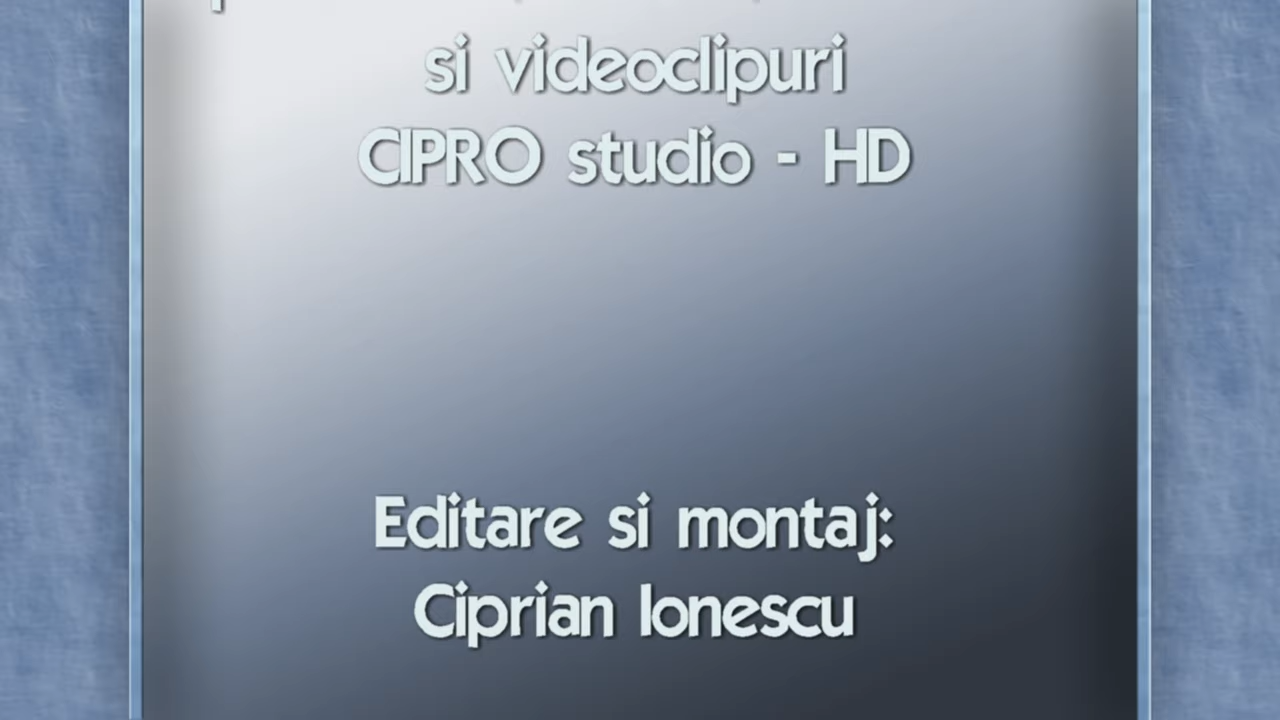 si videoclipuri
CIPRO studio - HD
Editare si montaj:
Ciprian Ionescu